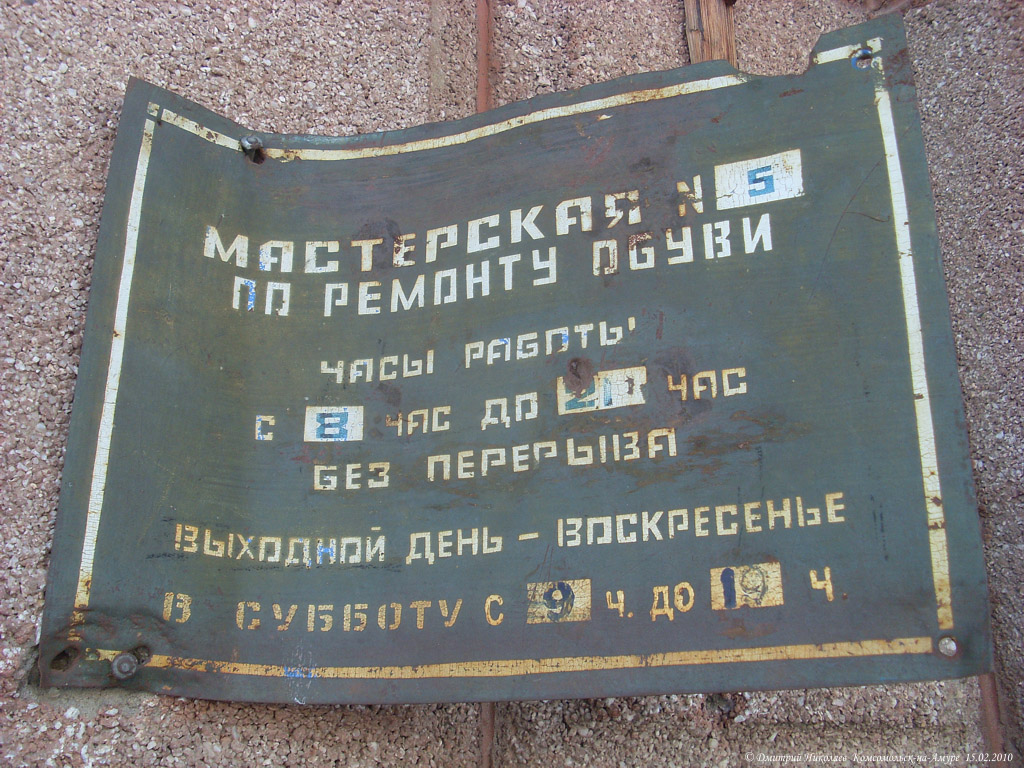 МАСТЕРСКАЯ N 5
ПО РЕМОНТУ ОБУВИ
ЧАСЫ РАБОТЫ
С 8 ЧАС ДО ЧАС
БЕЗ ПЕРЕРЫВА
ВЫХОДНОЙ ДЕНЬ – ВОСКРЕСЕНЬЕ
В СУББОТУ С 9 Ч. ДО 19 Ч.
© Дмитрий Николаев Комсомольск-на-Амуре 15.02.2010